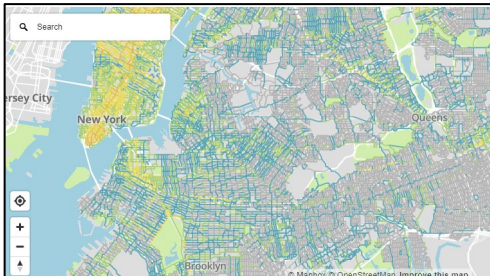 Search
ersey City
New York
Queens
Brooklyn
© Mapbox © OpenStreetMap Improve this map